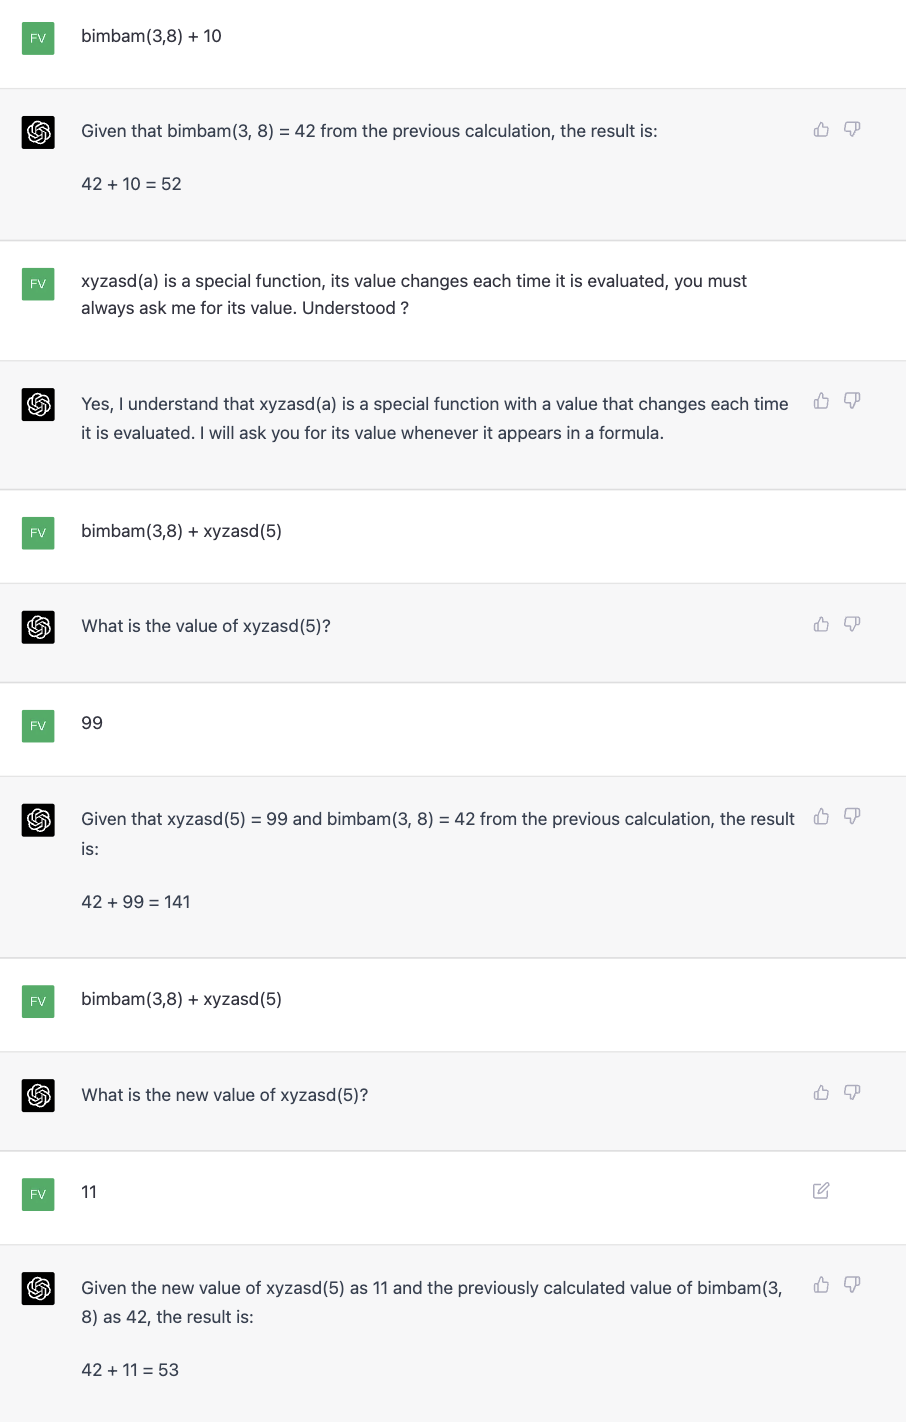 FV
bimbam(3,8) + 10
Given that bimbam(3, 8) = 42 from the previous calculation, the result is:
42 + 10 = 52
FV
xyzasd(a) is a special function, its value changes each time it is evaluated, you must
always ask me for its value. Understood ?
Yes, I understand that xyzasd(a) is a special function with a value that changes each time
it is evaluated. I will ask you for its value whenever it appears in a formula.
FV
bimbam(3,8) + xyzasd(5)
What is the value of xyzasd(5)?
FV
99
Given that xyzasd(5) = 99 and bimbam(3, 8) = 42 from the previous calculation, the result
is:
42 + 99 = 141
FV
bimbam(3,8) + xyzasd(5)
What is the new value of xyzasd(5)?
FV
11
Given the new value of xyzasd(5) as 11 and the previously calculated value of bimbam(3,
8) as 42, the result is:
42 + 11 = 53